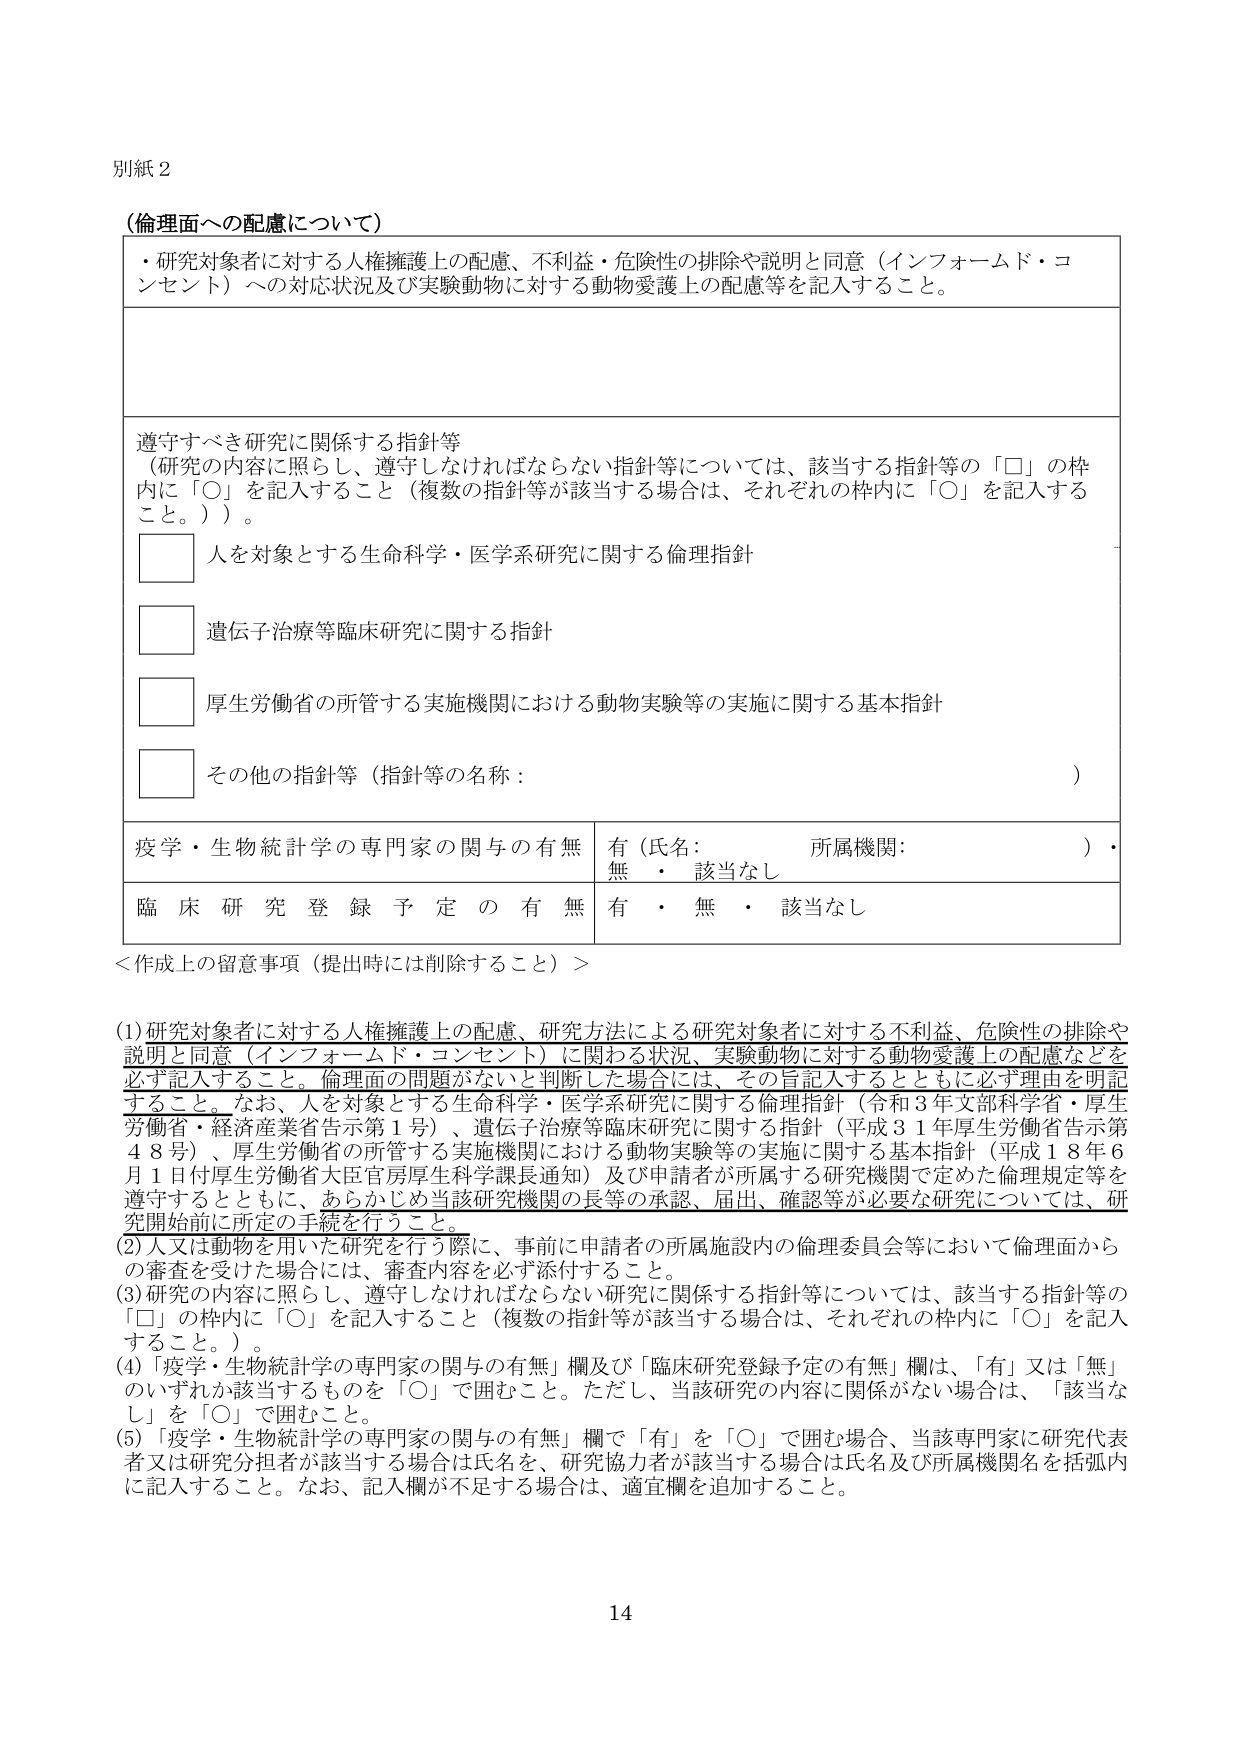 別紙２
（倫理面への配慮について）
・研究対象者に対する人権擁護上の配慮、不利益・危険性の排除や説明と同意（インフォームド・コ
ンセント）への対応状況及び実験動物に対する動物愛護上の配慮等を記入すること。
遵守すべき研究に関係する指針等
（研究の内容に照らし、遵守しなければならない指針等については、該当する指針等の「□」の枠
内に「○」を記入すること（複数の指針等が該当する場合は、それぞれの枠内に「○」を記入する
こと。））。
人を対象とする生命科学・医学系研究に関する倫理指針
遺伝子治療等臨床研究に関する指針
厚生労働省の所管する実施機関における動物実験等の実施に関する基本指針
その他の指針等（指針等の名称： ）
疫学・生物統計学の専門家の関与の有無 有（氏名： 所属機関： ）・
無 ・ 該当なし
臨床研究登録予定の有無 有 ・ 無 ・ 該当なし
＜作成上の留意事項（提出時には削除すること）＞
(1)研究対象者に対する人権擁護上の配慮、研究方法による研究対象者に対する不利益、危険性の排除や
説明と同意（インフォームド・コンセント）に関わる状況、実験動物に対する動物愛護上の配慮などを
必ず記入すること。倫理面の問題がないと判断した場合には、その旨記入するとともに必ず理由を明記
すること。なお、人を対象とする生命科学・医学系研究に関する倫理指針（令和３年文部科学省・厚生
労働省・経済産業省告示第１号）、遺伝子治療等臨床研究に関する指針（平成３１年厚生労働省告示第
４８号）、厚生労働省の所管する実施機関における動物実験等の実施に関する基本指針（平成１８年６
月１日付厚生労働省大臣官房厚生科学課長通知）及び申請者が所属する研究機関で定めた倫理規定等を
遵守するとともに、あらかじめ当該研究機関の長等の承認、届出、確認等が必要な研究については、研
究開始前に所定の手続を行うこと。
(2)人又は動物を用いた研究を行う際に、事前に申請者の所属施設内の倫理委員会等において倫理面から
の審査を受けた場合には、審査内容を必ず添付すること。
(3)研究の内容に照らし、遵守しなければならない研究に関係する指針等については、該当する指針等の
「□」の枠内に「○」を記入すること（複数の指針等が該当する場合は、それぞれの枠内に「○」を記入
すること。）。
(4)「疫学・生物統計学の専門家の関与の有無」欄及び「臨床研究登録予定の有無」欄は、「有」又は「無」
のいずれか該当するものを「○」で囲むこと。ただし、当該研究の内容に関係がない場合は、「該当な
し」を「○」で囲むこと。
(5)「疫学・生物統計学の専門家の関与の有無」欄で「有」を「○」で囲む場合、当該専門家に研究代表
者又は研究分担者が該当する場合は氏名を、研究協力者が該当する場合は氏名及び所属機関名を括弧内
に記入すること。なお、記入欄が不足する場合は、適宜欄を追加すること。
14